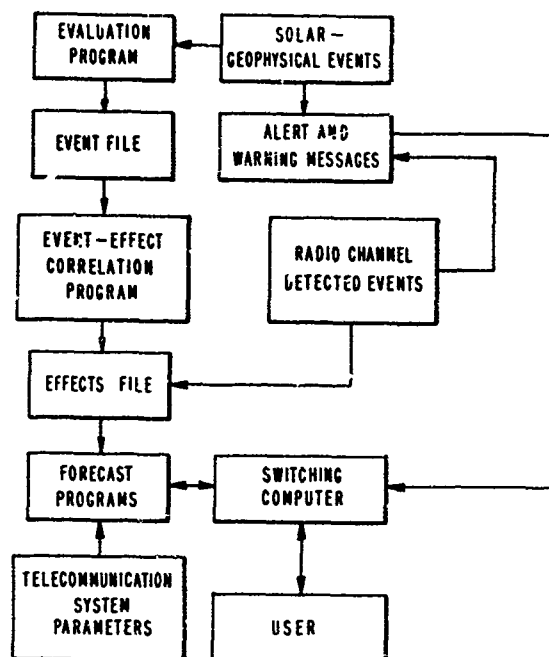 EVALUATION
PROGRAM
SOLAR-
GEOPHYSICAL EVENTS
EVENT FILE
ALERT AND
WARNING MESSAGES
EVENT-EFFECT
CORRELATION
PROGRAM
RADIO CHANNEL
DETECTED EVENTS
EFFECTS FILE
FORECAST
PROGRAMS
SWITCHING
COMPUTER
TELECOMMUNICATION
SYSTEM
PARAMETERS
USER